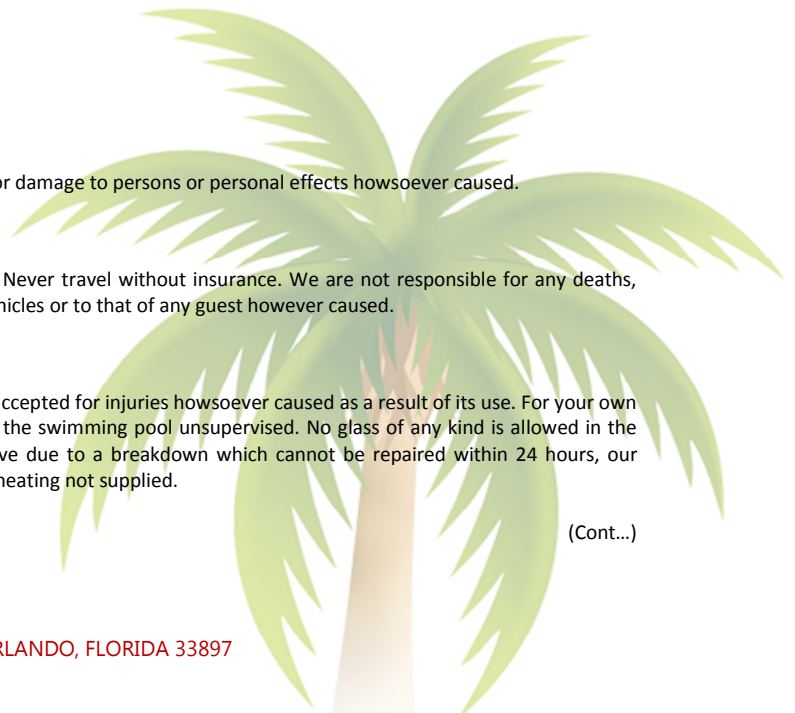 or damage to persons or personal effects howsoever caused.
Never travel without insurance. We are not responsible for any deaths,
hicles or to that of any guest however caused.
ccepted for injuries howsoever caused as a result of its use. For your own
the swimming pool unsupervised. No glass of any kind is allowed in the
ve due to a breakdown which cannot be repaired within 24 hours, our
heating not supplied.
(Cont…)
RLANDO, FLORIDA 33897